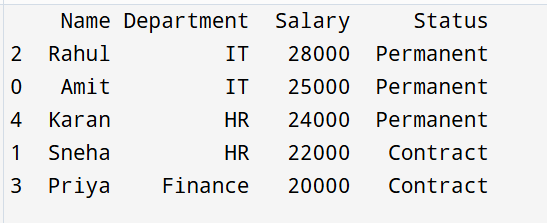 Name Department Salary Status
2 Rahul IT 28000 Permanent
0 Amit IT 25000 Permanent
4 Karan HR 24000 Permanent
1 Sneha HR 22000 Contract
3 Priya Finance 20000 Contract